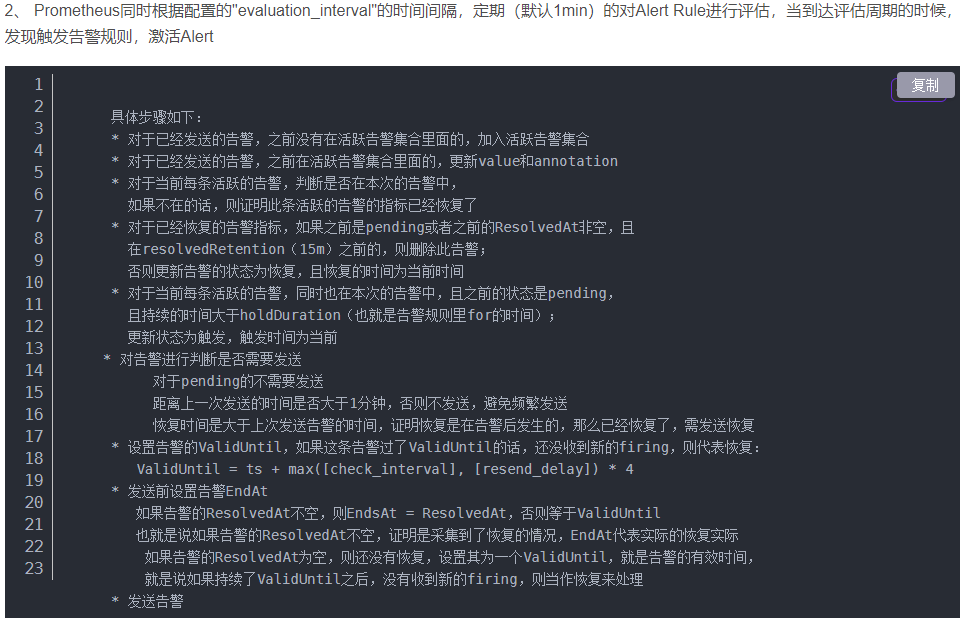 2、 Prometheus同时根据配置的"evaluation_interval"的时间间隔，定期（默认1min）的对Alert Rule进行评估，当到达评估周期的时候，
发现触发告警规则，激活Alert
复制
1
2
具体步骤如下：
3
* 对于已经发送的告警，之前没有在活跃告警集合里面的，加入活跃告警集合
4
* 对于已经发送的告警，之前在活跃告警集合里面的，更新value和annotation
5
* 对于当前每条活跃的告警，判断是否在本次的告警中，
6
如果不在的话，则证明此条活跃的告警的指标已经恢复了
7
* 对于已经恢复的告警指标，如果之前是pending或者之前的ResolvedAt非空，且
8
在resolvedRetention（15m）之前的，则删除此告警；
9
否则更新告警的状态为恢复，且恢复的时间为当前时间
10
* 对于当前每条活跃的告警，同时也在本次的告警中，且之前的状态是pending，
11
且持续的时间大于holdDuration（也就是告警规则里for的时间）；
12
更新状态为触发，触发时间为当前
13
* 对告警进行判断是否需要发送
14
对于pending的不需要发送
15
距离上一次发送的时间是否大于1分钟，否则不发送，避免频繁发送
16
恢复时间是大于上次发送告警的时间，证明恢复是在告警后发生的，那么已经恢复了，需发送恢复
17
* 设置告警的ValidUntil，如果这条告警过了ValidUntil的话，还没收到新的firing，则代表恢复：
18
ValidUntil = ts + max([check_interval], [resend_delay]) * 4
19
* 发送前设置告警EndAt
20
如果告警的ResolvedAt不空，则EndsAt = ResolvedAt，否则等于ValidUntil
21
也就是说如果告警的ResolvedAt不空，证明是采集到了恢复的情况，EndAt代表实际的恢复实际
22
如果告警的ResolvedAt为空，则还没有恢复，设置其为一个ValidUntil，就是告警的有效时间，
23
就是说如果持续了ValidUntil之后，没有收到新的firing，则当作恢复来处理
* 发送告警